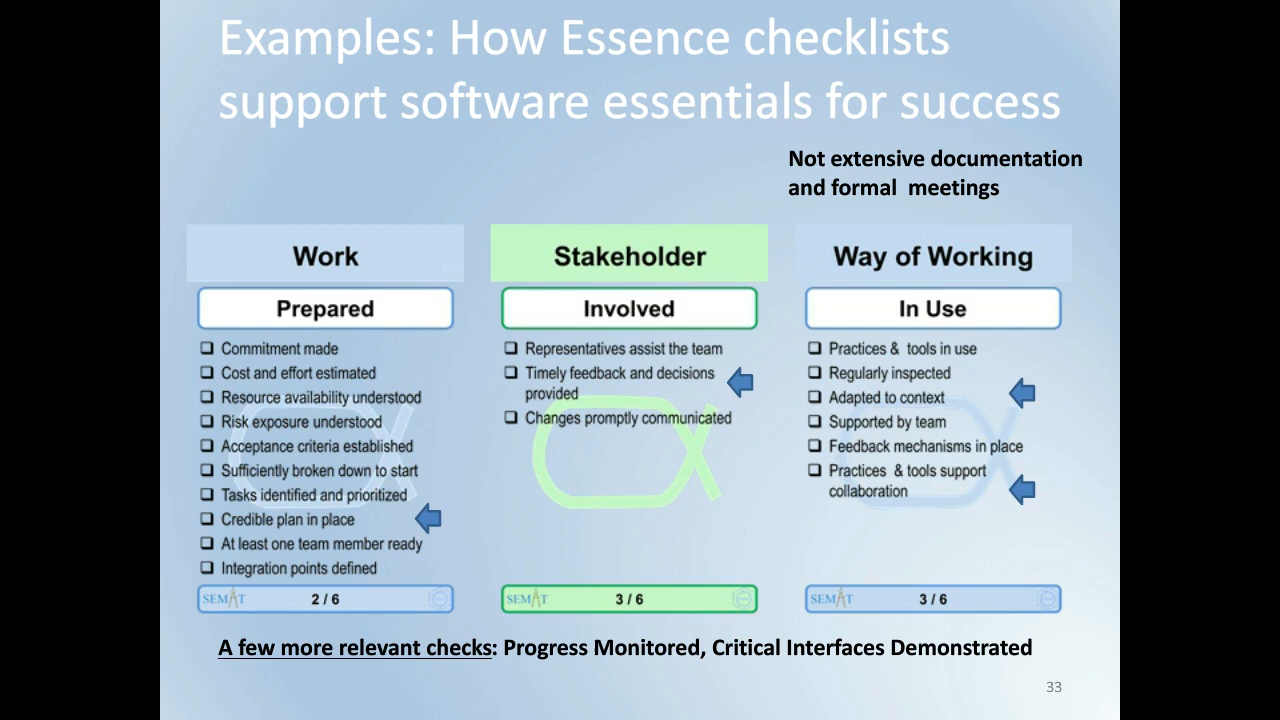 Examples: How Essence checklists
support software essentials for success
Not extensive documentation
and formal meetings
Work
Prepared
❑ Commitment made
❑ Cost and effort estimated
❑ Resource availability understood
❑ Risk exposure understood
❑ Acceptance criteria established
❑ Sufficiently broken down to start
❑ Tasks identified and prioritized
❑ Credible plan in place
❑ At least one team member ready
❑ Integration points defined
SEMAT
2 / 6
Stakeholder
Involved
❑ Representatives assist the team
❑ Timely feedback and decisions
provided
❑ Changes promptly communicated
SEMAT
3 / 6
Way of Working
In Use
❑ Practices & tools in use
❑ Regularly inspected
❑ Adapted to context
❑ Supported by team
❑ Feedback mechanisms in place
❑ Practices & tools support
collaboration
SEMAT
3 / 6
A few more relevant checks: Progress Monitored, Critical Interfaces Demonstrated
33